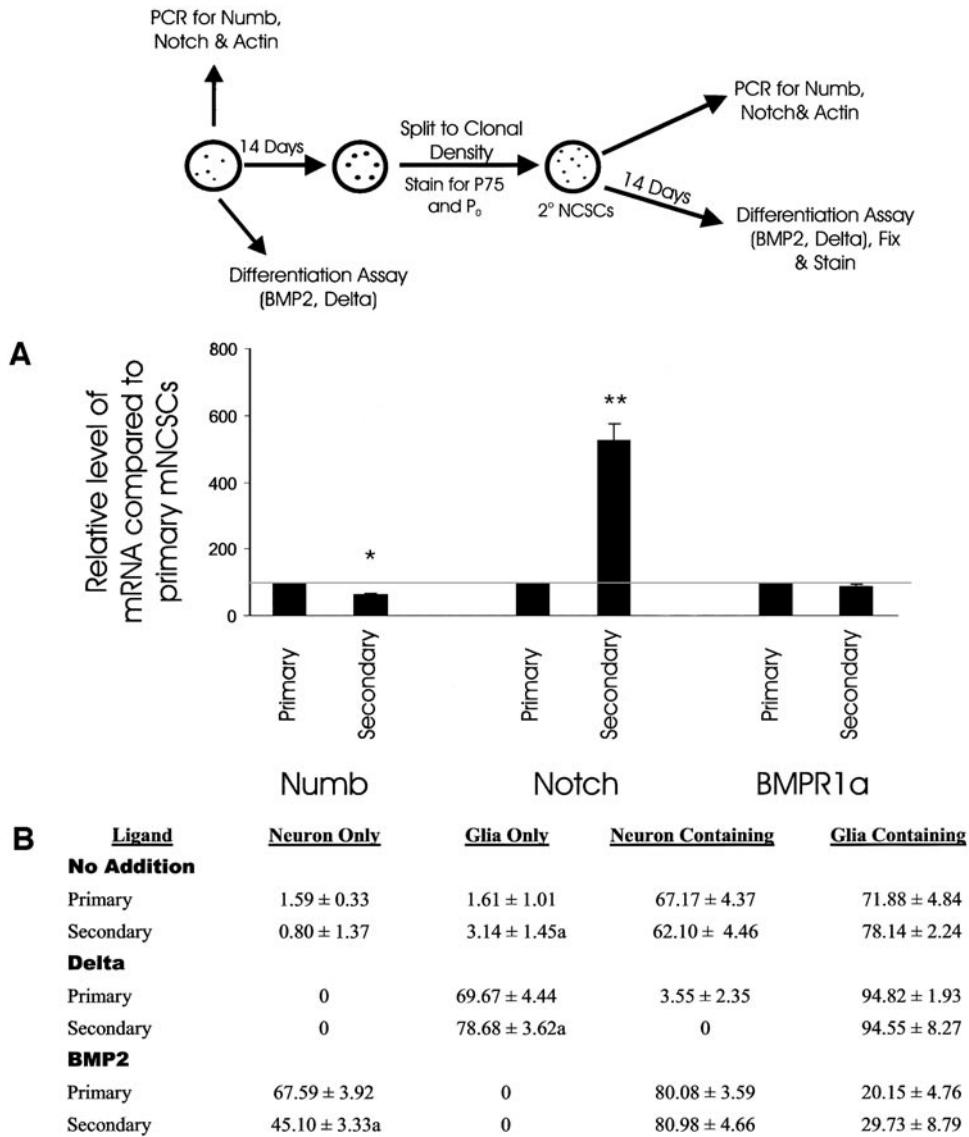 PCR for Numb,
Notch & Actin
14 Days
Split to Clonal
Density
Stain for P75
and P₀
2° NCSCs
PCR for Numb,
Notch& Actin
14 Days
Differentiation Assay
(BMP2, Delta), Fix
& Stain
Differentiation Assay
(BMP2, Delta)
A
Relative level of
mRNA compared to
primary mNCSCs
800
600
400
200
0
*
**
Primary
Secondary
Primary
Secondary
Primary
Secondary
Numb Notch BMPR1a
B
Ligand Neuron Only Glia Only Neuron Containing Glia Containing
No Addition
Primary 1.59 ± 0.33 1.61 ± 1.01 67.17 ± 4.37 71.88 ± 4.84
Secondary 0.80 ± 1.37 3.14 ± 1.45a 62.10 ± 4.46 78.14 ± 2.24
Delta
Primary 0 69.67 ± 4.44 3.55 ± 2.35 94.82 ± 1.93
Secondary 0 78.68 ± 3.62a 0 94.55 ± 8.27
BMP2
Primary 67.59 ± 3.92 0 80.08 ± 3.59 20.15 ± 4.76
Secondary 45.10 ± 3.33a 0 80.98 ± 4.66 29.73 ± 8.79